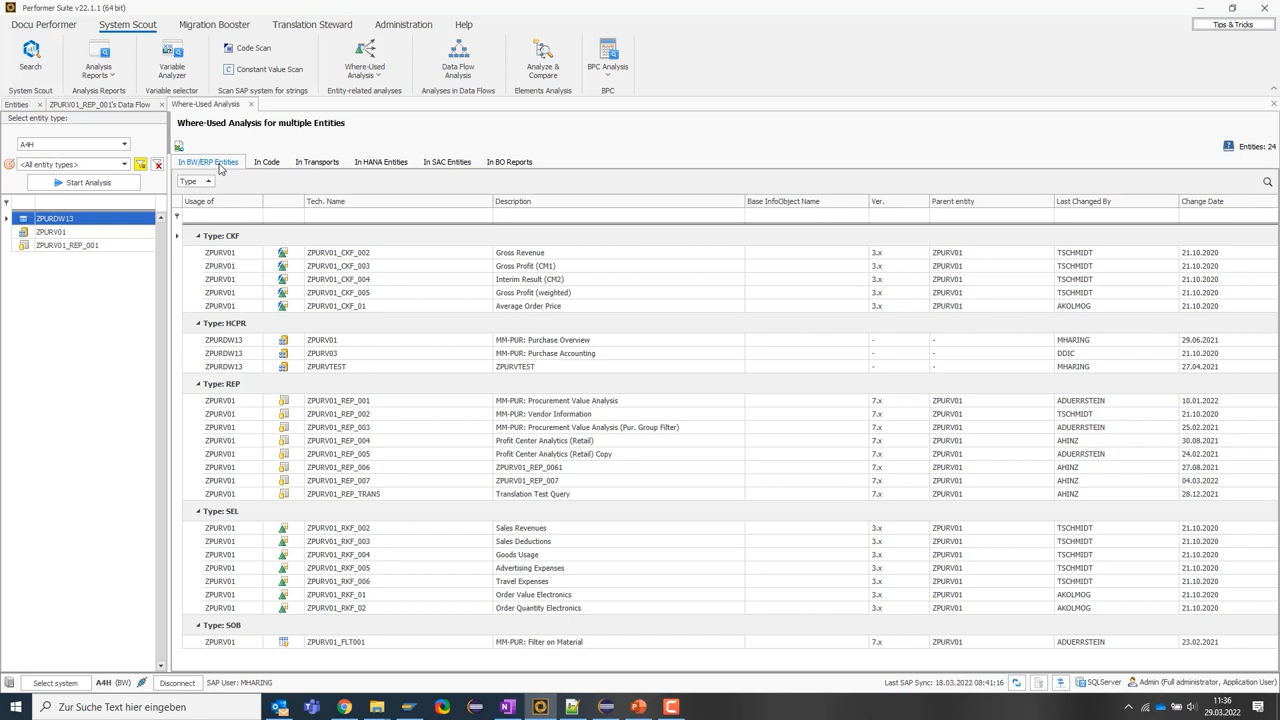 Performer Suite v22.1.1 (64 bit)
Docu Performer System Scout Migration Booster Translation Steward Administration Help Tips & Tricks
Search
Analysis Reports
Variable Analyzer
Code Scan
Constant Value Scan
Where-Used Analysis
Data Flow Analysis
Analyze & Compare
BPC Analysis
System Scout Analysis Reports Variable selector Scan SAP system for strings Entity-related analyses Analyses in Data Flows Elements Analysis BPC
Entities ZPURV01_REP_001's Data Flow Where-Used Analysis
Select entity type:
A4H
<All entity types>
Start Analysis
ZPURDW13
ZPURV01
ZPURV01_REP_001
Where-Used Analysis for multiple Entities
Entities: 24
In BW/ERP Entities In Code In Transports In HANA Entities In SAC Entities In BO Reports
Type
Usage of Tech. Name Description Base InfoObject Name Ver. Parent entity Last Changed By Change Date
Type: CKF
ZPURV01 ZPURV01_CKF_002 Gross Revenue 3.x ZPURV01 TSCHMIDT 21.10.2020
ZPURV01 ZPURV01_CKF_003 Gross Profit (CM1) 3.x ZPURV01 TSCHMIDT 21.10.2020
ZPURV01 ZPURV01_CKF_004 Interim Result (CM2) 3.x ZPURV01 TSCHMIDT 21.10.2020
ZPURV01 ZPURV01_CKF_005 Gross Profit (weighted) 3.x ZPURV01 TSCHMIDT 21.10.2020
ZPURV01 ZPURV01_CKF_01 Average Order Price 3.x ZPURV01 AKOLMOG 21.10.2020
Type: HCPR
ZPURDW13 ZPURV01 MM-PUR: Purchase Overview - - MHARING 29.06.2021
ZPURDW13 ZPURV03 MM-PUR: Purchase Accounting - - DDIC 21.10.2020
ZPURDW13 ZPURVTEST ZPURVTEST - - MHARING 27.04.2021
Type: REP
ZPURV01 ZPURV01_REP_001 MM-PUR: Procurement Value Analysis 7.x ZPURV01 ADUERRSTEIN 10.01.2022
ZPURV01 ZPURV01_REP_002 MM-PUR: Vendor Information 7.x ZPURV01 TSCHMIDT 21.10.2020
ZPURV01 ZPURV01_REP_003 MM-PUR: Procurement Value Analysis (Pur. Group Filter) 7.x ZPURV01 ADUERRSTEIN 25.02.2021
ZPURV01 ZPURV01_REP_004 Profit Center Analytics (Retail) 7.x ZPURV01 AHINZ 30.08.2021
ZPURV01 ZPURV01_REP_005 Profit Center Analytics (Retail) Copy 7.x ZPURV01 ADUERRSTEIN 24.02.2021
ZPURV01 ZPURV01_REP_006 ZPURV01_REP_0061 7.x ZPURV01 AHINZ 27.08.2021
ZPURV01 ZPURV01_REP_007 ZPURV01_REP_007 7.x ZPURV01 AHINZ 04.03.2022
ZPURV01 ZPURV01_REP_TRANS Translation Test Query 7.x ZPURV01 AHINZ 28.12.2021
Type: SEL
ZPURV01 ZPURV01_RKF_002 Sales Revenues 3.x ZPURV01 TSCHMIDT 21.10.2020
ZPURV01 ZPURV01_RKF_003 Sales Deductions 3.x ZPURV01 TSCHMIDT 21.10.2020
ZPURV01 ZPURV01_RKF_004 Goods Usage 3.x ZPURV01 TSCHMIDT 21.10.2020
ZPURV01 ZPURV01_RKF_005 Advertising Expenses 3.x ZPURV01 TSCHMIDT 21.10.2020
ZPURV01 ZPURV01_RKF_006 Travel Expenses 3.x ZPURV01 TSCHMIDT 21.10.2020
ZPURV01 ZPURV01_RKF_01 Order Value Electronics 3.x ZPURV01 AKOLMOG 21.10.2020
ZPURV01 ZPURV01_RKF_02 Order Quantity Electronics 3.x ZPURV01 AKOLMOG 21.10.2020
Type: SOB
ZPURV01 ZPURV01_FLT001 MM-PUR: Filter on Material 7.x ZPURV01 ADUERRSTEIN 23.02.2021
Select system A4H (BW) Disconnect SAP User: MHARING Last SAP Sync: 18.03.2022 08:41:16 SQLServer Admin (Full administrator, Application User)
Zur Suche Text hier eingeben
11:36
29.03.2022